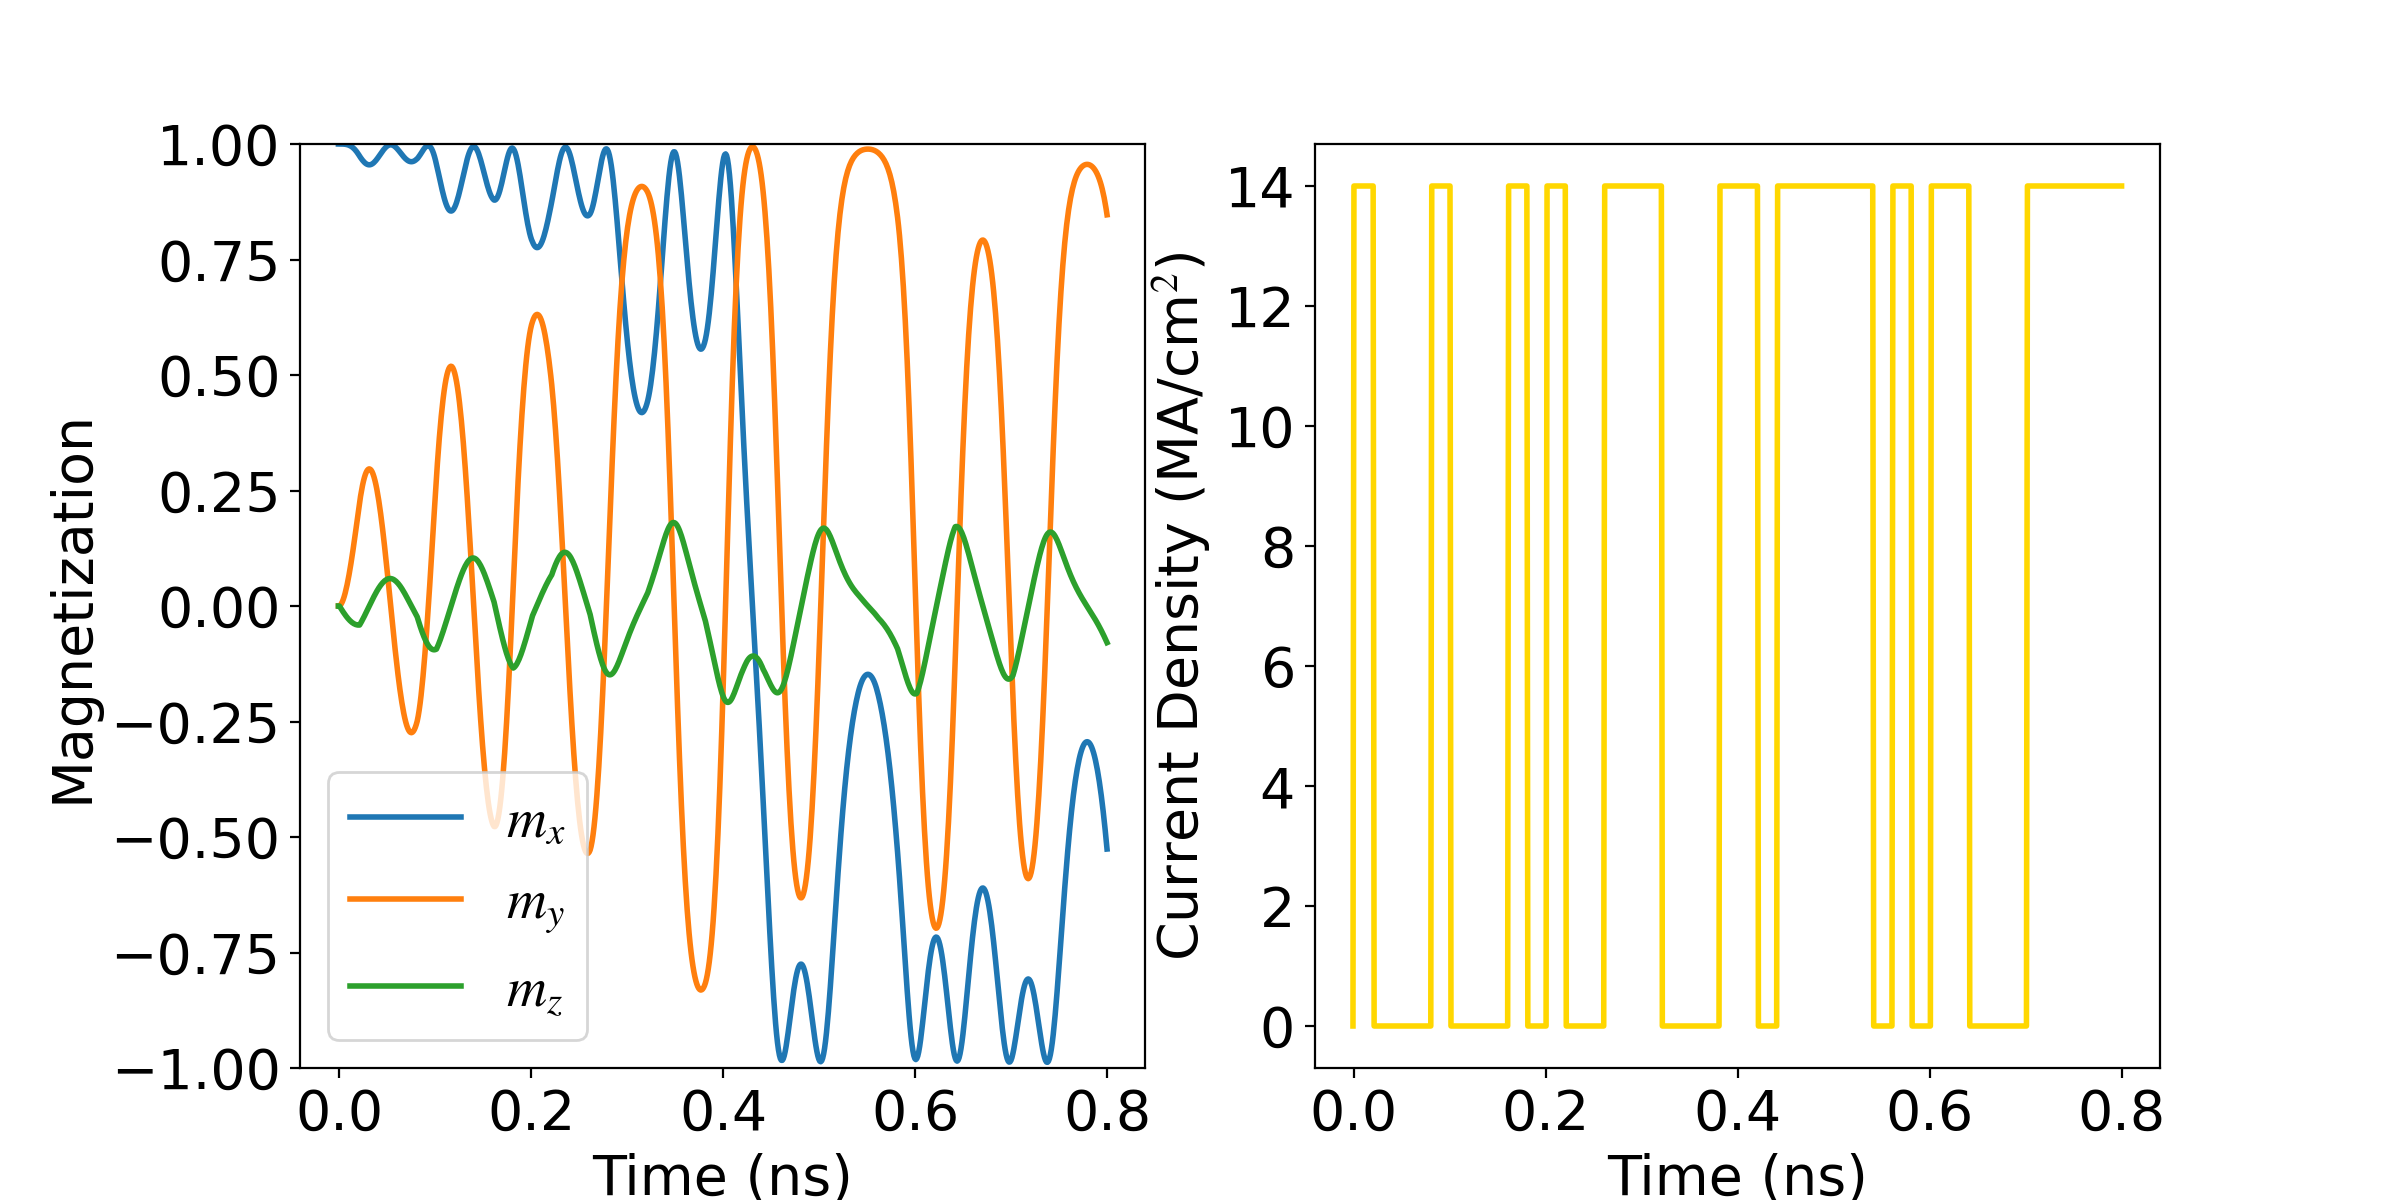 Magnetization
1.00
0.75
0.50
0.25
0.00
−0.25
−0.50
−0.75
−1.00
m_x
m_y
m_z
0.0 0.2 0.4 0.6 0.8
Time (ns)
Current Density (MA/cm²)
14
12
10
8
6
4
2
0
0.0 0.2 0.4 0.6 0.8
Time (ns)